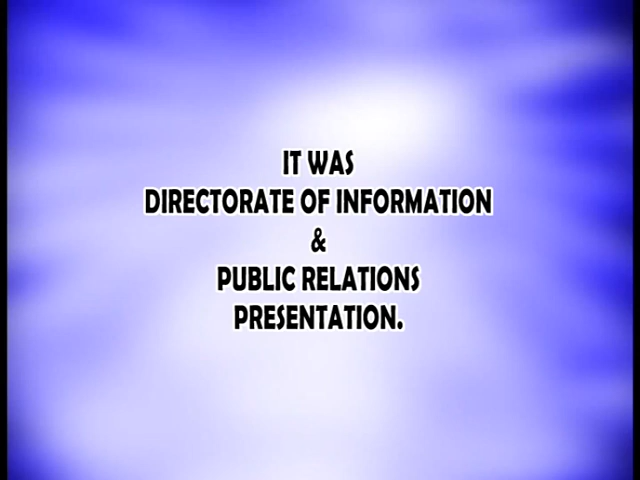 IT WAS
DIRECTORATE OF INFORMATION
&
PUBLIC RELATIONS
PRESENTATION.